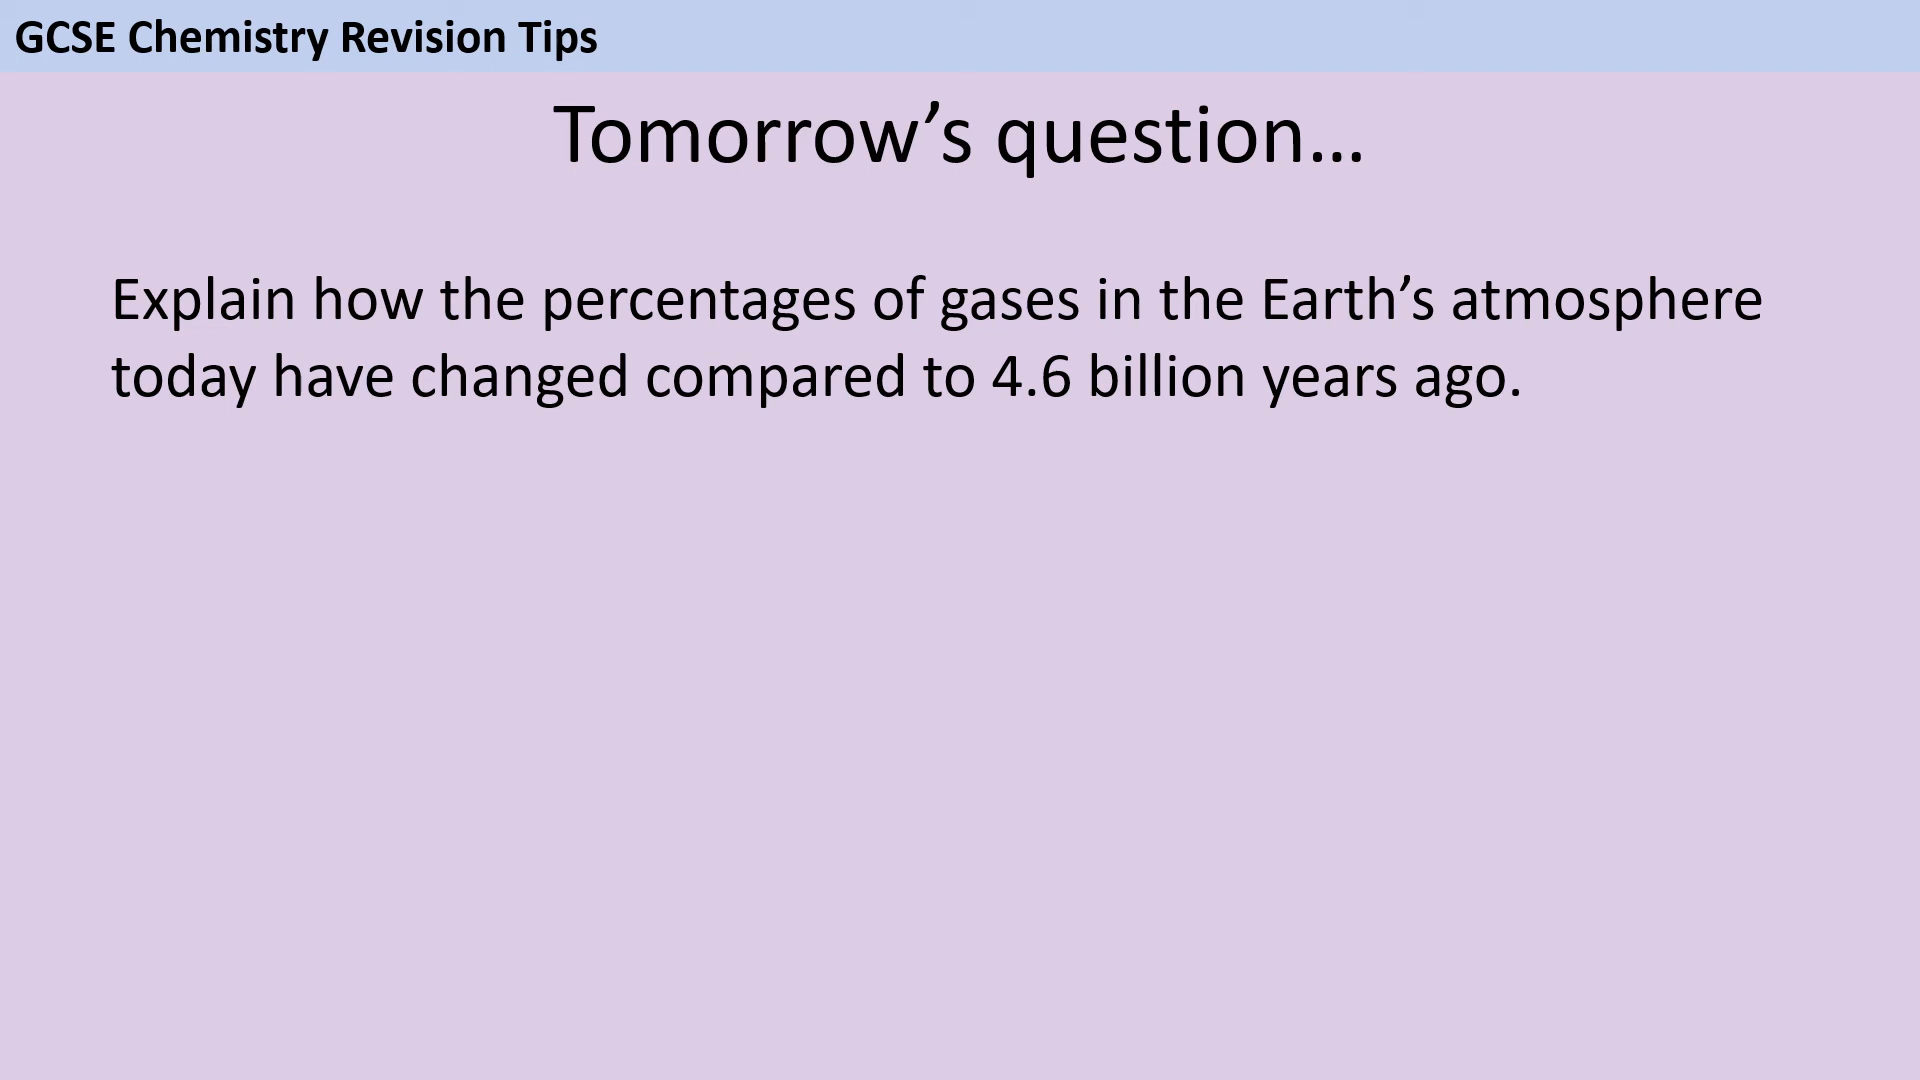 GCSE Chemistry Revision Tips
Tomorrow’s question…
Explain how the percentages of gases in the Earth’s atmosphere
today have changed compared to 4.6 billion years ago.